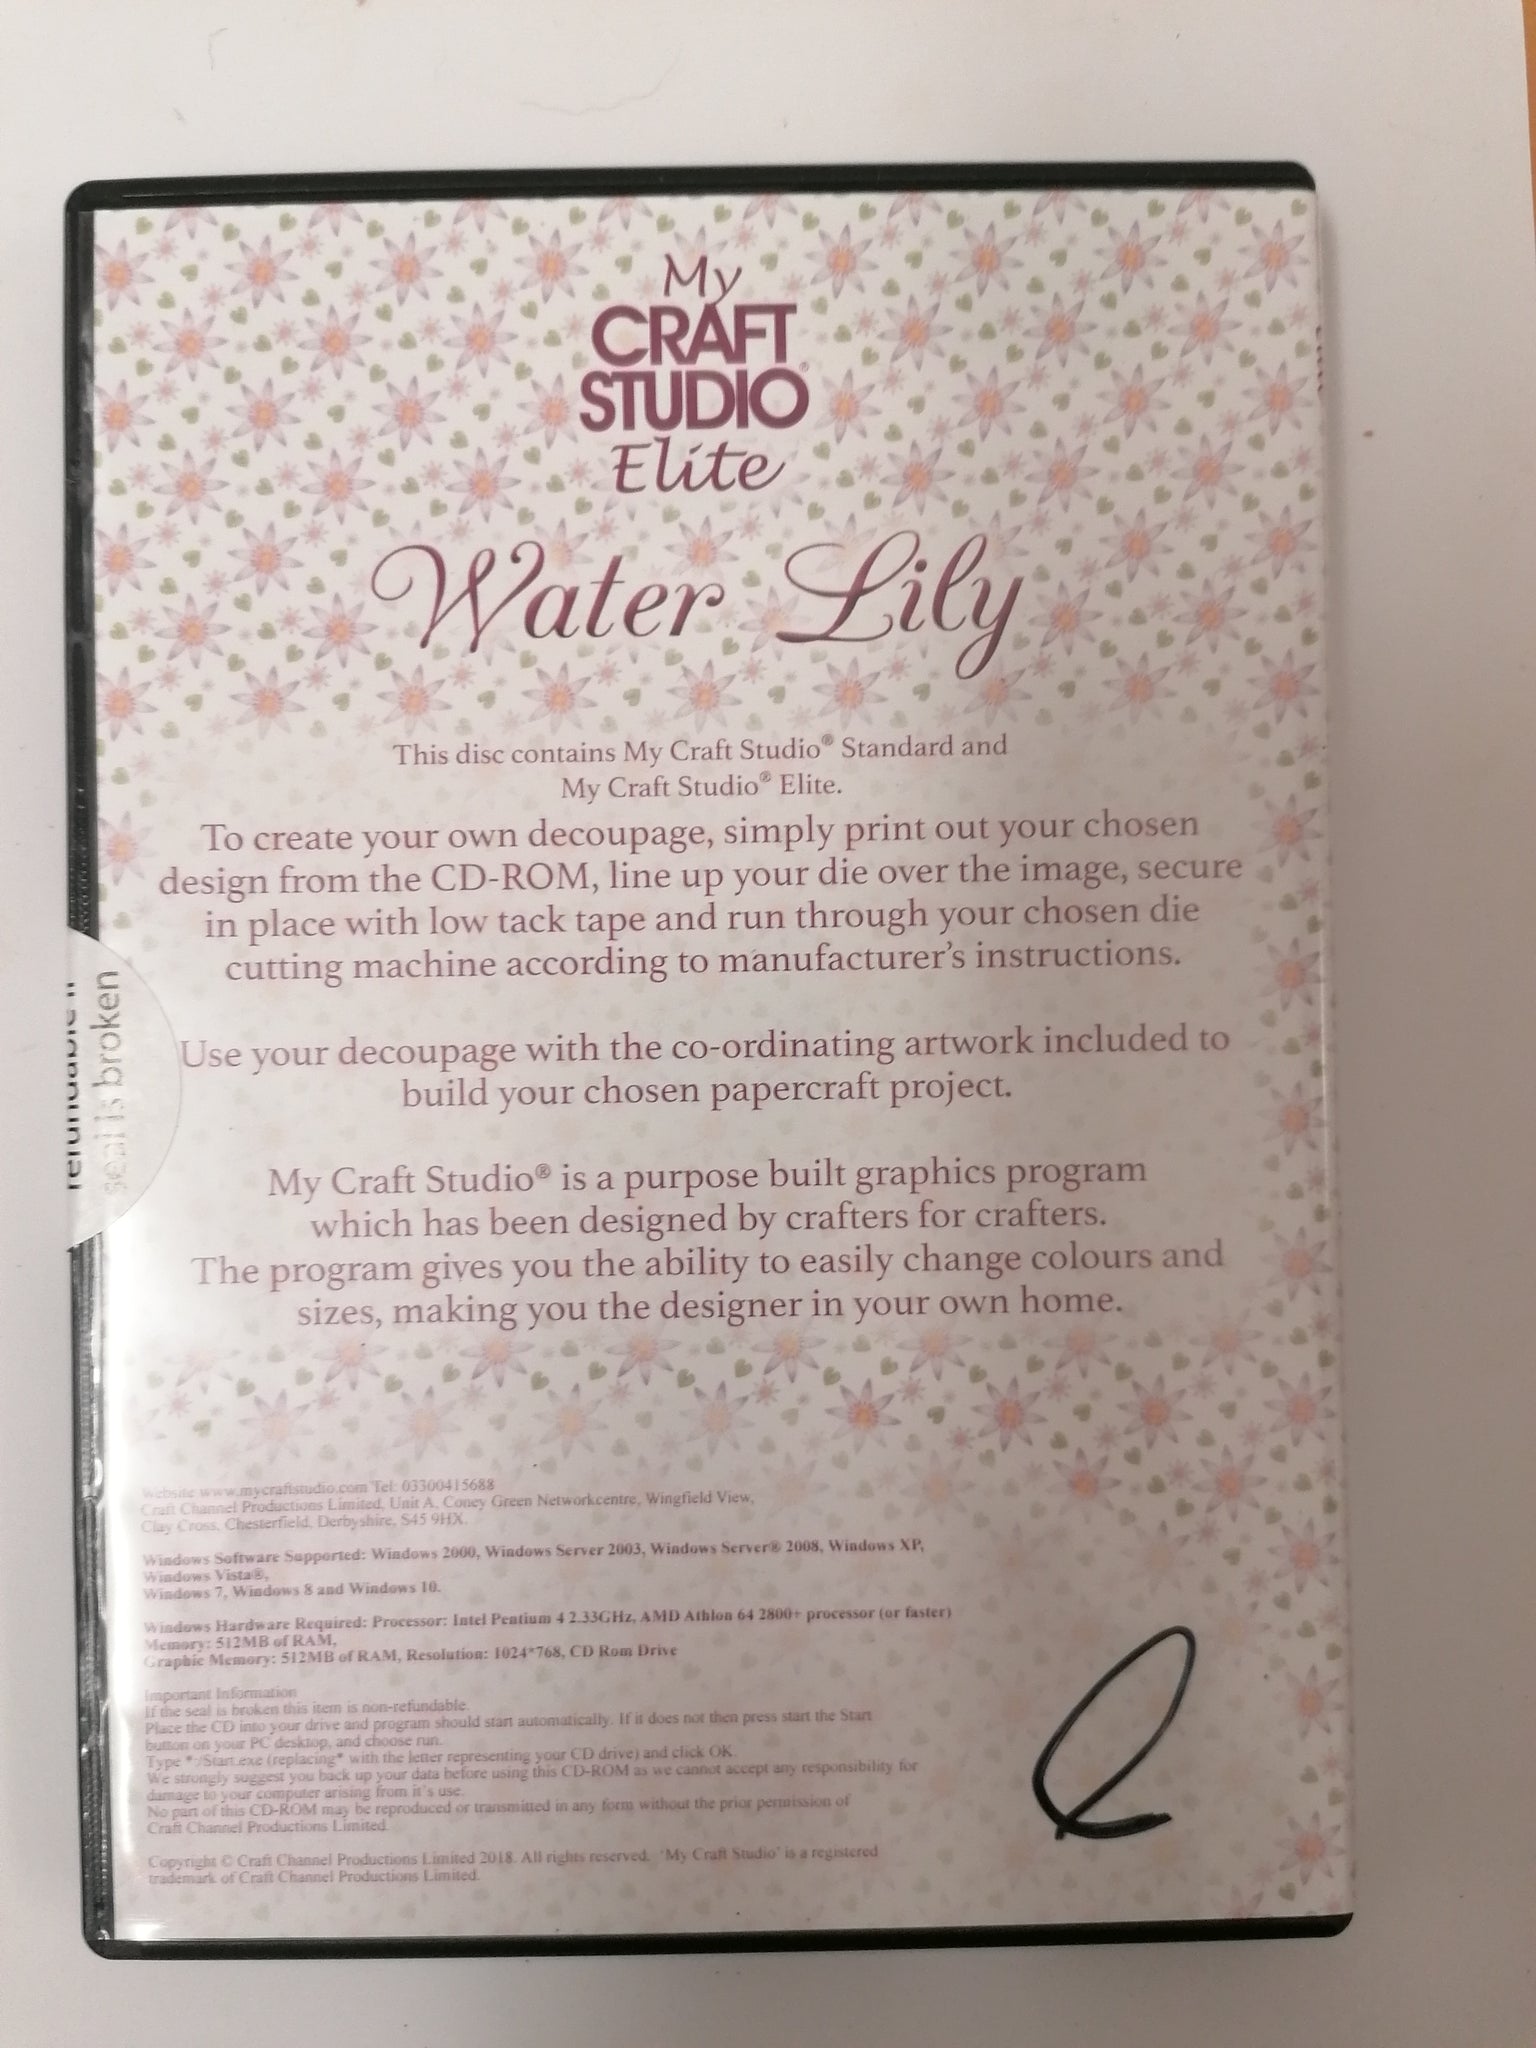 My
CRAFT
STUDIO®
Elite
Water Lily
This disc contains My Craft Studio® Standard and
My Craft Studio® Elite.
To create your own decoupage, simply print out your chosen
design from the CD-ROM, line up your die over the image, secure
in place with low tack tape and run through your chosen die
cutting machine according to manufacturer's instructions.
refundable if
seal is broken
Use your decoupage with the co-ordinating artwork included to
build your chosen papercraft project.
My Craft Studio® is a purpose built graphics program
which has been designed by crafters for crafters.
The program gives you the ability to easily change colours and
sizes, making you the designer in your own home.
Website www.mycraftstudio.com Tel: 03300415688
Craft Channel Productions Limited, Unit A, Coney Green Networkcentre, Wingfield View,
Clay Cross, Chesterfield, Derbyshire, S45 9HX.
Windows Software Supported: Windows 2000, Windows Server 2003, Windows Server® 2008, Windows XP,
Windows Vista®,
Windows 7, Windows 8 and Windows 10.
Windows Hardware Required: Processor: Intel Pentium 4 2.33GHz, AMD Athlon 64 2800+ processor (or faster)
Memory: 512MB of RAM,
Graphic Memory: 512MB of RAM, Resolution: 1024*768, CD Rom Drive
Important Information
If the seal is broken this item is non-refundable.
Place the CD into your drive and program should start automatically. If it does not then press start the Start
button on your PC desktop, and choose run.
Type *:/Start.exe (replacing* with the letter representing your CD drive) and click OK.
We strongly suggest you back up your data before using this CD-ROM as we cannot accept any responsibility for
damage to your computer arising from it's use.
No part of this CD-ROM may be reproduced or transmitted in any form without the prior permission of
Craft Channel Productions Limited.
Copyright © Craft Channel Productions Limited 2018. All rights reserved. 'My Craft Studio' is a registered
trademark of Craft Channel Productions Limited.